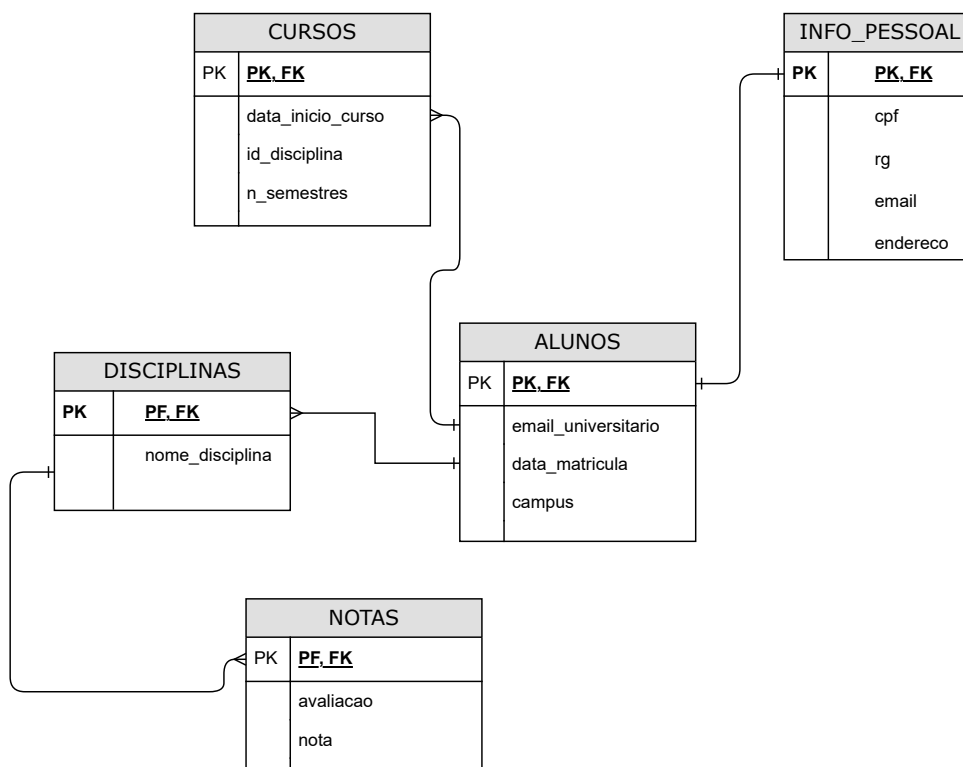 CURSOS
PK PK, FK
data_inicio_curso
id_disciplina
n_semestres
INFO_PESSOAL
PK PK, FK
cpf
rg
email
endereco
ALUNOS
PK PK, FK
email_universitario
data_matricula
campus
DISCIPLINAS
PK PF, FK
nome_disciplina
NOTAS
PK PF, FK
avaliacao
nota